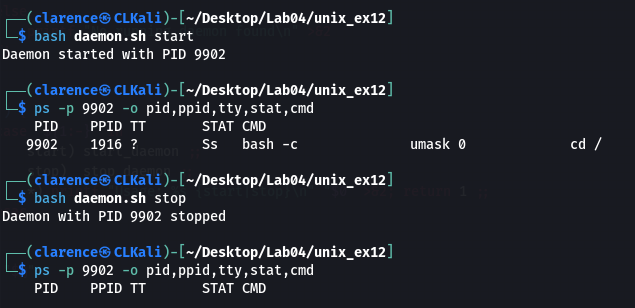 ┌──(clarence㉿CLKali)-[~/Desktop/Lab04/unix_ex12]
└─$ bash daemon.sh start
Daemon started with PID 9902
┌──(clarence㉿CLKali)-[~/Desktop/Lab04/unix_ex12]
└─$ ps -p 9902 -o pid,ppid,tty,stat,cmd
PID PPID TT STAT CMD
9902 1916 ? Ss bash -c umask 0 cd /
┌──(clarence㉿CLKali)-[~/Desktop/Lab04/unix_ex12]
└─$ bash daemon.sh stop
Daemon with PID 9902 stopped
┌──(clarence㉿CLKali)-[~/Desktop/Lab04/unix_ex12]
└─$ ps -p 9902 -o pid,ppid,tty,stat,cmd
PID PPID TT STAT CMD